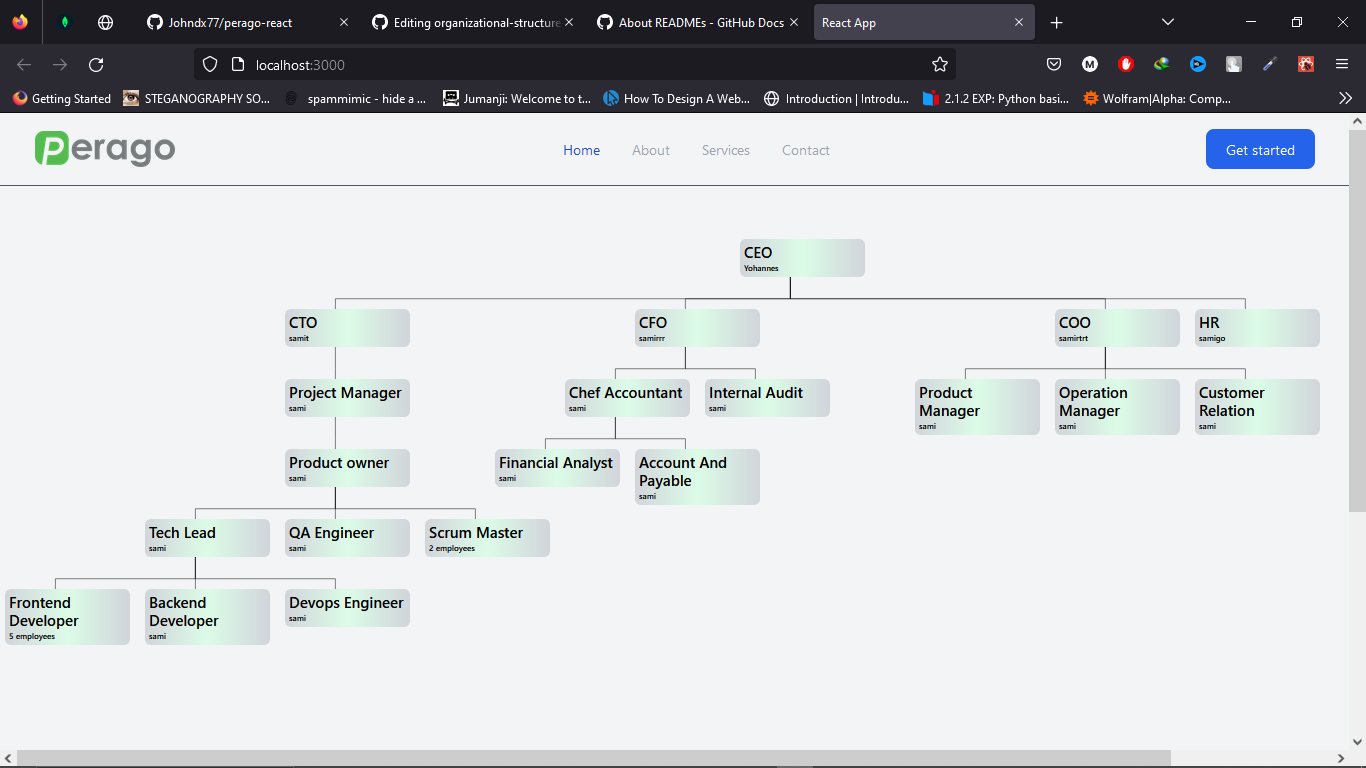 Johndx77/perago-react
Editing organizational-structure
About READMEs - GitHub Docs
React App
localhost:3000
Getting Started
STEGANOGRAPHY SO...
spammimic - hide a ...
Jumanji: Welcome to t...
How To Design A Web...
Introduction | Introdu...
2.1.2 EXP: Python basi...
Wolfram|Alpha: Comp...
perago
Home
About
Services
Contact
Get started
CEO
Yohannes
CTO
samit
CFO
samirrr
COO
samirtrt
HR
samigo
Project Manager
sami
Chef Accountant
sami
Internal Audit
sami
Product
Manager
sami
Operation
Manager
sami
Customer
Relation
sami
Product owner
sami
Financial Analyst
sami
Account And
Payable
sami
Tech Lead
sami
QA Engineer
sami
Scrum Master
2 employees
Frontend
Developer
5 employees
Backend
Developer
sami
Devops Engineer
sami